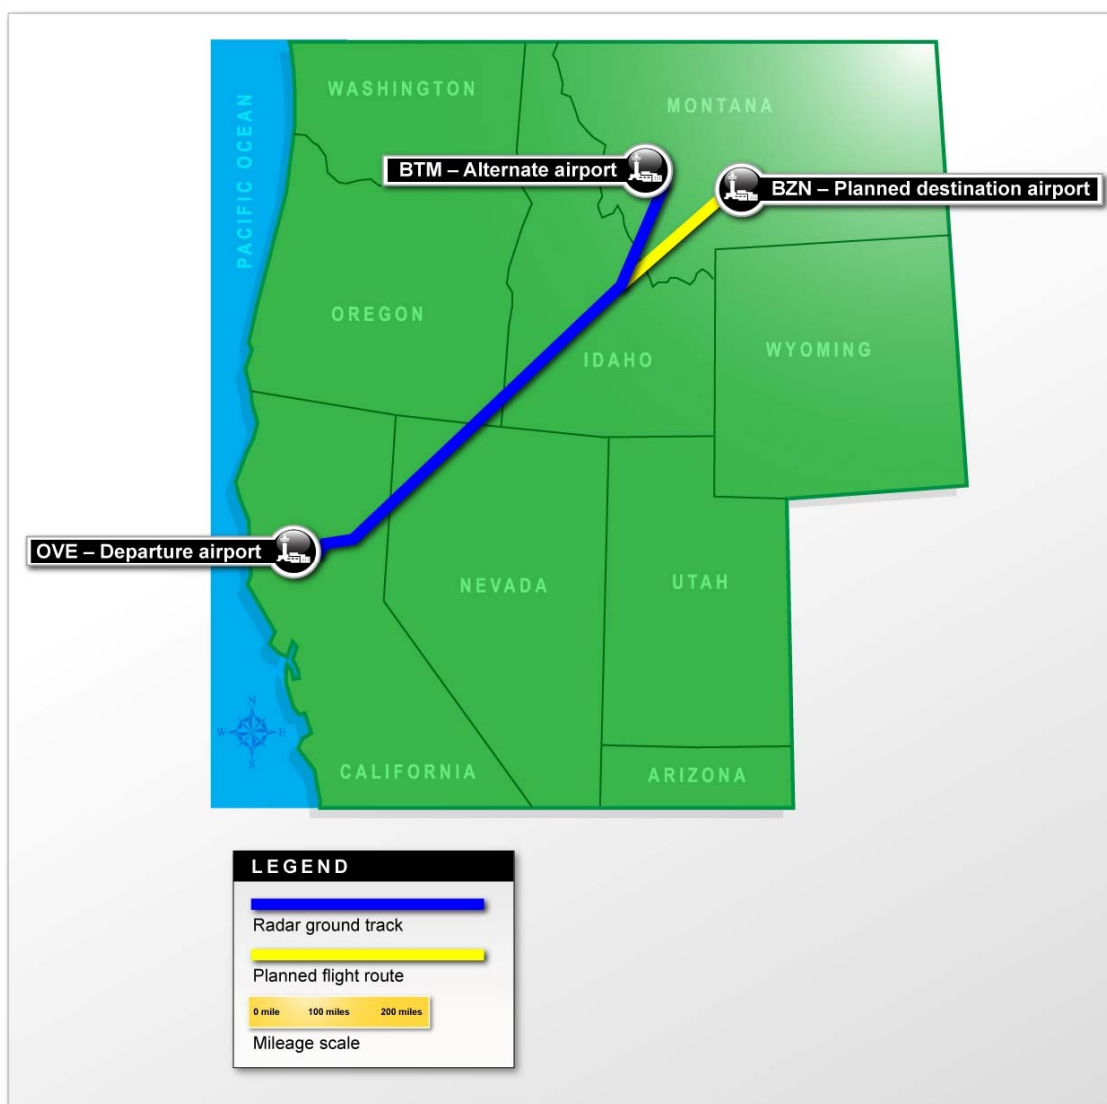 WASHINGTON
MONTANA
PACIFIC OCEAN
BTM – Alternate airport
BZN – Planned destination airport
OREGON
IDAHO
WYOMING
OVE – Departure airport
NEVADA
UTAH
N
W E
S
CALIFORNIA
ARIZONA
LEGEND
Radar ground track
Planned flight route
0 mile 100 miles 200 miles
Mileage scale